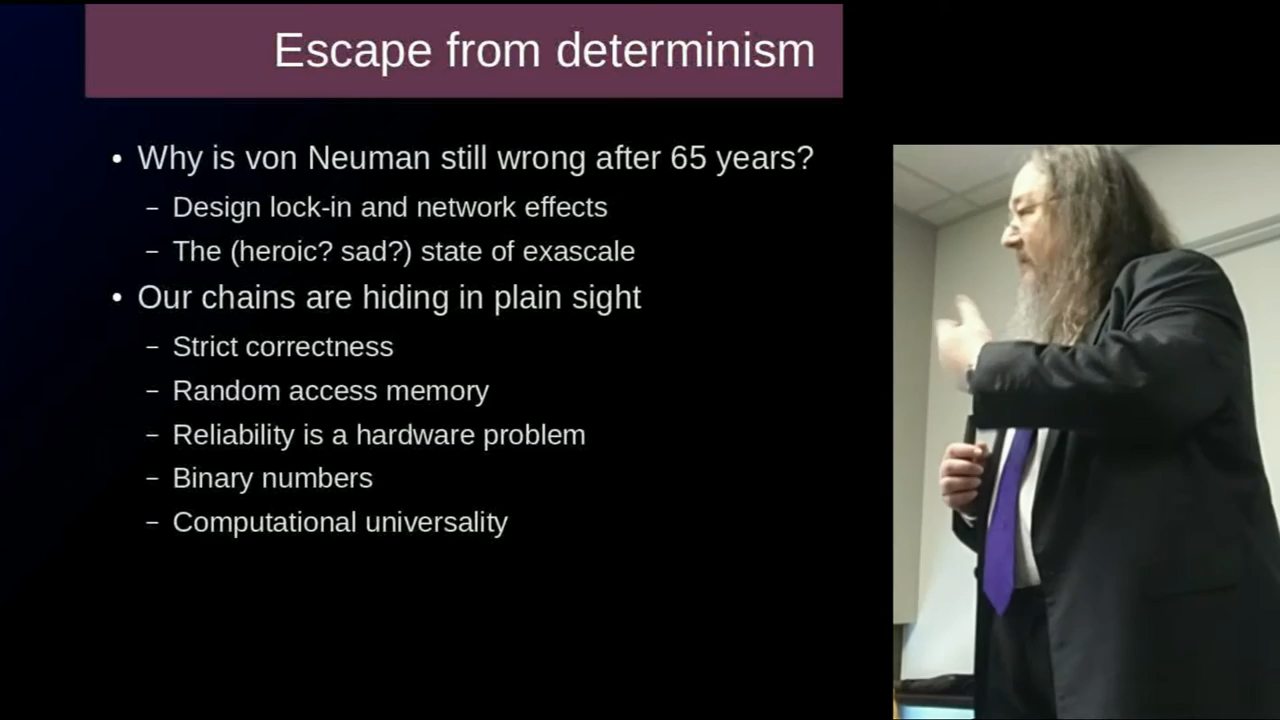 Escape from determinism
• Why is von Neuman still wrong after 65 years?
– Design lock-in and network effects
– The (heroic? sad?) state of exascale
• Our chains are hiding in plain sight
– Strict correctness
– Random access memory
– Reliability is a hardware problem
– Binary numbers
– Computational universality